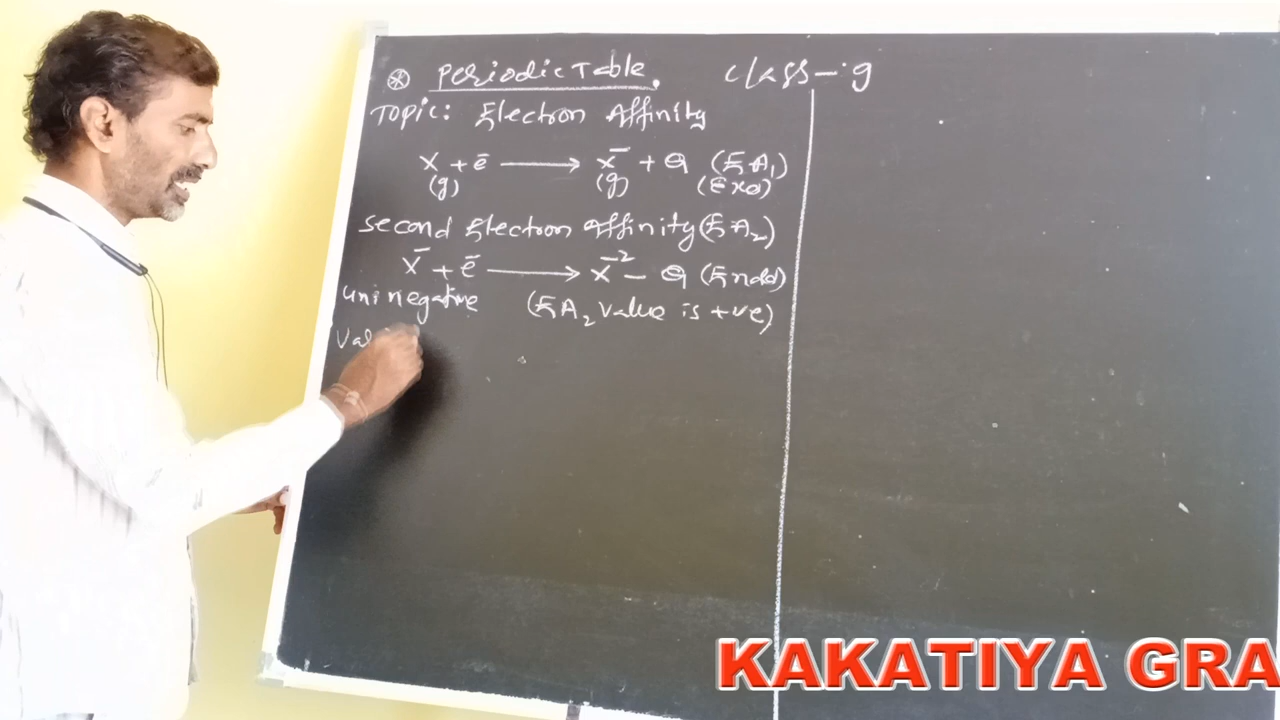 Periodic Table. Class - 9
Topic: Electron Affinity
X(g) + e⁻ ⟶ X⁻(g) + Q (EA₁) (Exo)
Second Electron Affinity (EA₂)
X⁻ + e⁻ ⟶ X⁻² - Q (Endo)
Uninegative (EA₂ value is +ve)
Val
KAKATIYA GRA